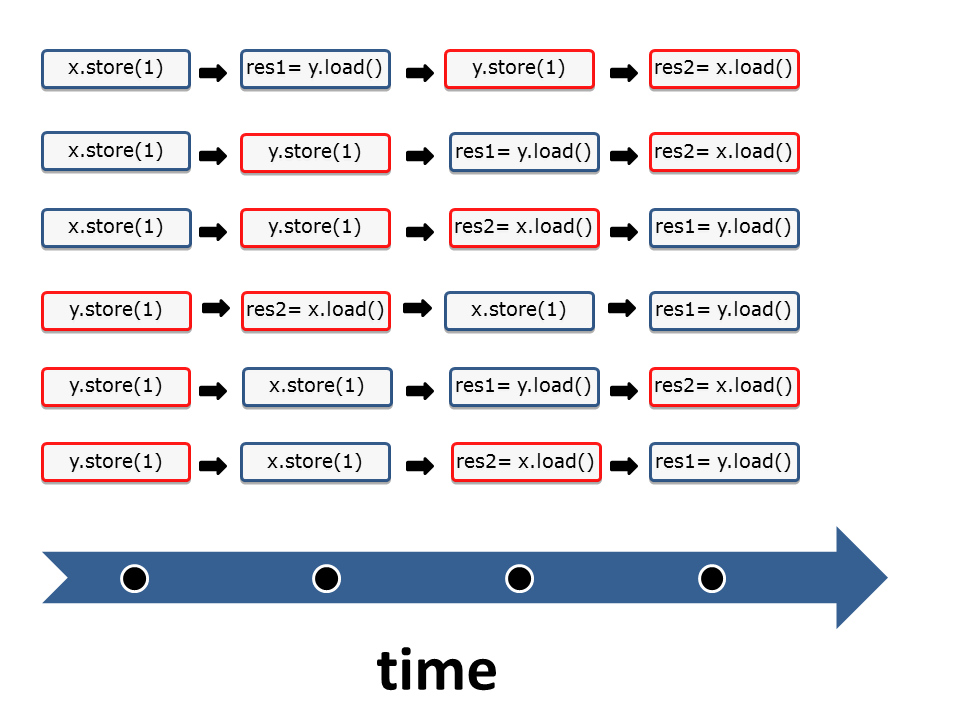 x.store(1) res1= y.load() y.store(1) res2= x.load()
x.store(1) y.store(1) res1= y.load() res2= x.load()
x.store(1) y.store(1) res2= x.load() res1= y.load()
y.store(1) res2= x.load() x.store(1) res1= y.load()
y.store(1) x.store(1) res1= y.load() res2= x.load()
y.store(1) x.store(1) res2= x.load() res1= y.load()
time